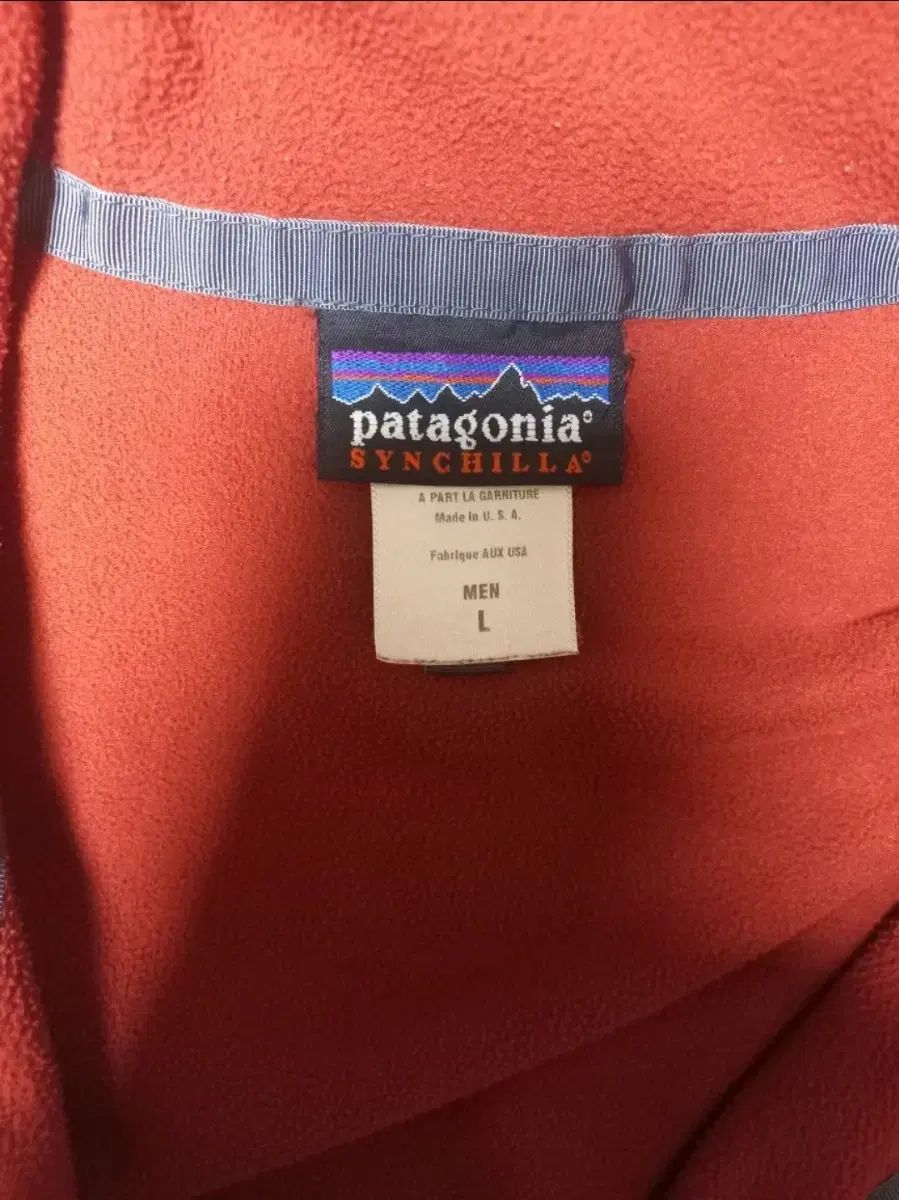 patagonia®
SYNCHILLA®
A PART LA GARNITURE
Made in U. S. A.
Fabrique AUX USA
MEN
L